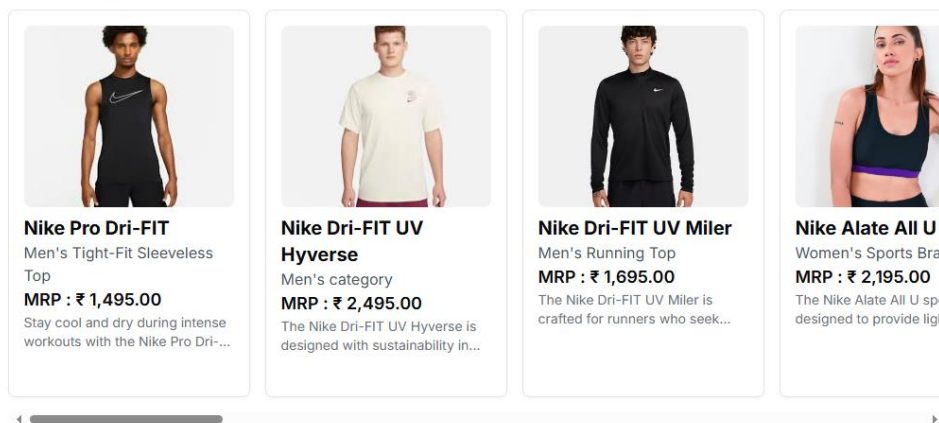 Nike Pro Dri-FIT
Men's Tight-Fit Sleeveless
Top
MRP : ₹ 1,495.00
Stay cool and dry during intense
workouts with the Nike Pro Dri-...
Nike Dri-FIT UV
Hyverse
Men's category
MRP : ₹ 2,495.00
The Nike Dri-FIT UV Hyverse is
designed with sustainability in...
Nike Dri-FIT UV Miler
Men's Running Top
MRP : ₹ 1,695.00
The Nike Dri-FIT UV Miler is
crafted for runners who seek...
Nike Alate All U
Women's Sports Bra
MRP : ₹ 2,195.00
The Nike Alate All U
designed to provide